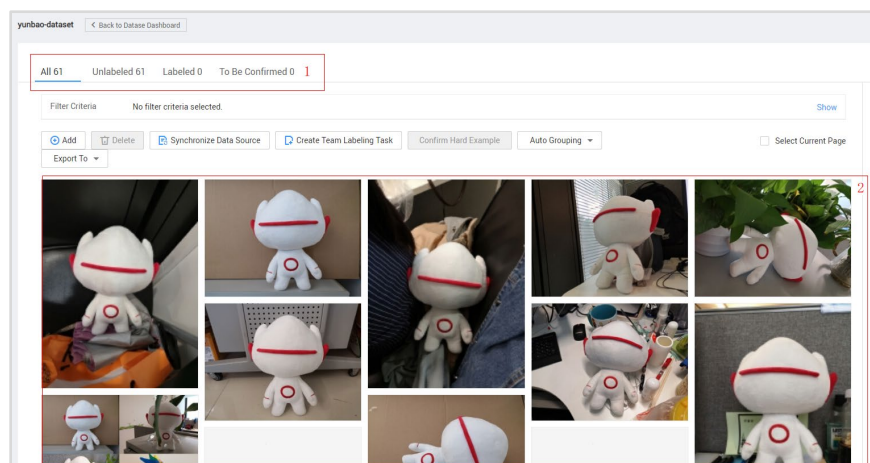 yunbao-dataset < Back to Datase Dashboard
All 61 Unlabeled 61 Labeled 0 To Be Confirmed 0 1
Filter Criteria No filter criteria selected. Show
Add Delete Synchronize Data Source Create Team Labeling Task Confirm Hard Example Auto Grouping Select Current Page
Export To
2